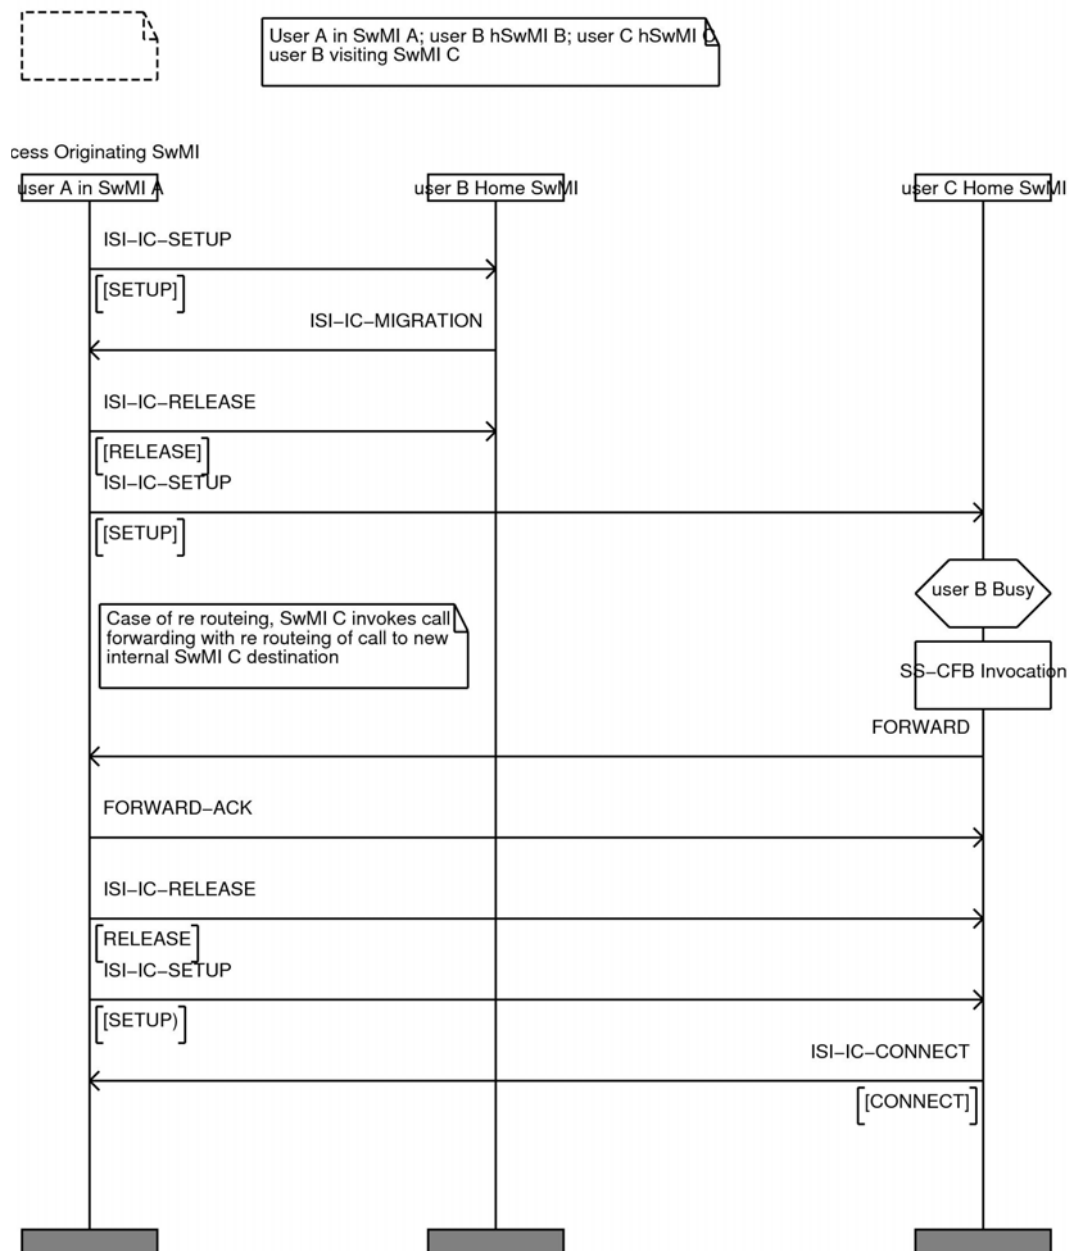 User A in SwMI A; user B hSwMI B; user C hSwMI C
user B visiting SwMI C
cess Originating SwMI
user A in SwMI A
user B Home SwMI
user C Home SwMI
ISI–IC–SETUP
[SETUP]
ISI–IC–MIGRATION
ISI–IC–RELEASE
[RELEASE]
ISI–IC–SETUP
[SETUP]
user B Busy
Case of re routeing, SwMI C invokes call
forwarding with re routeing of call to new
internal SwMI C destination
SS–CFB Invocation
FORWARD
FORWARD–ACK
ISI–IC–RELEASE
RELEASE
ISI–IC–SETUP
[SETUP)
ISI–IC–CONNECT
[CONNECT]